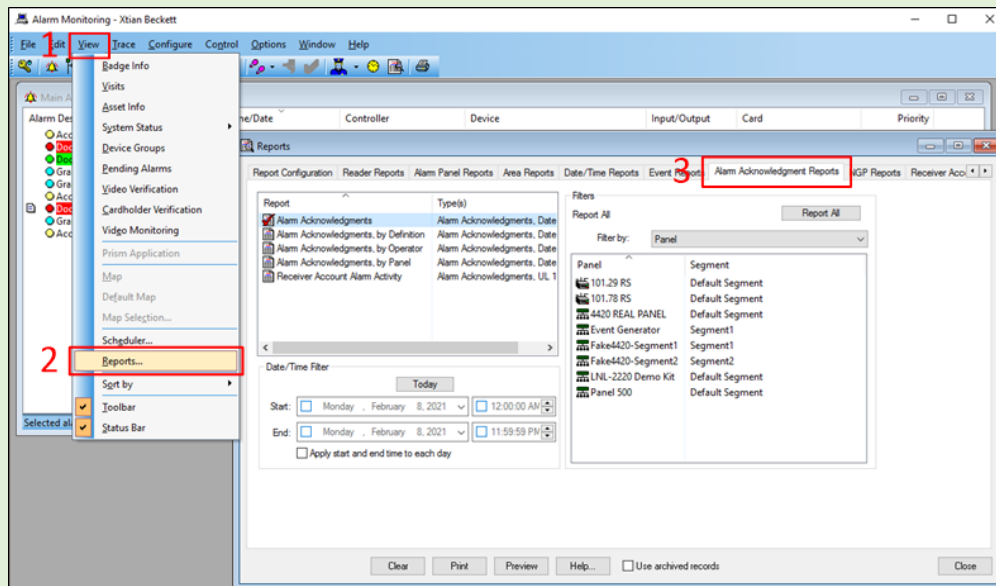 Alarm Monitoring - Xtian Beckett
1
File Edit View Trace Configure Control Options Window Help
Main A
Alarm Des
me/Date Controller Device Input/Output Card Priority
Acc
Doo
Doo
Gra
Gra
Acc
Doo
Gra
Acc
Selected al
Badge Info
Visits
Asset Info
System Status
Device Groups
Pending Alarms
Video Verification
Cardholder Verification
Video Monitoring
Prism Application
Map
Default Map
Map Selection...
Scheduler...
2
Reports...
Sort by
Toolbar
Status Bar
Reports
3
Report Configuration Reader Reports Alarm Panel Reports Area Reports Date/Time Reports Event Reports Alarm Acknowledgment Reports NGP Reports Receiver Acco
Report Type(s)
Alarm Acknowledgments Alarm Acknowledgments, Date
Alarm Acknowledgments, by Definition Alarm Acknowledgments, Date
Alarm Acknowledgments, by Operator Alarm Acknowledgments, Date
Alarm Acknowledgments, by Panel Alarm Acknowledgments, Date
Receiver Account Alarm Activity Alarm Acknowledgments, UL 1
Date/Time Filter
Today
Start: Monday , February 8, 2021 12:00:00 AM
End: Monday , February 8, 2021 11:59:59 PM
Apply start and end time to each day
Filters
Report All Report All
Filter by: Panel
Panel Segment
101.29 RS Default Segment
101.78 RS Default Segment
4420 REAL PANEL Default Segment
Event Generator Segment1
Fake4420-Segment1 Segment1
Fake4420-Segment2 Segment2
LNL-2220 Demo Kit Default Segment
Panel 500 Default Segment
Clear Print Preview Help... Use archived records Close